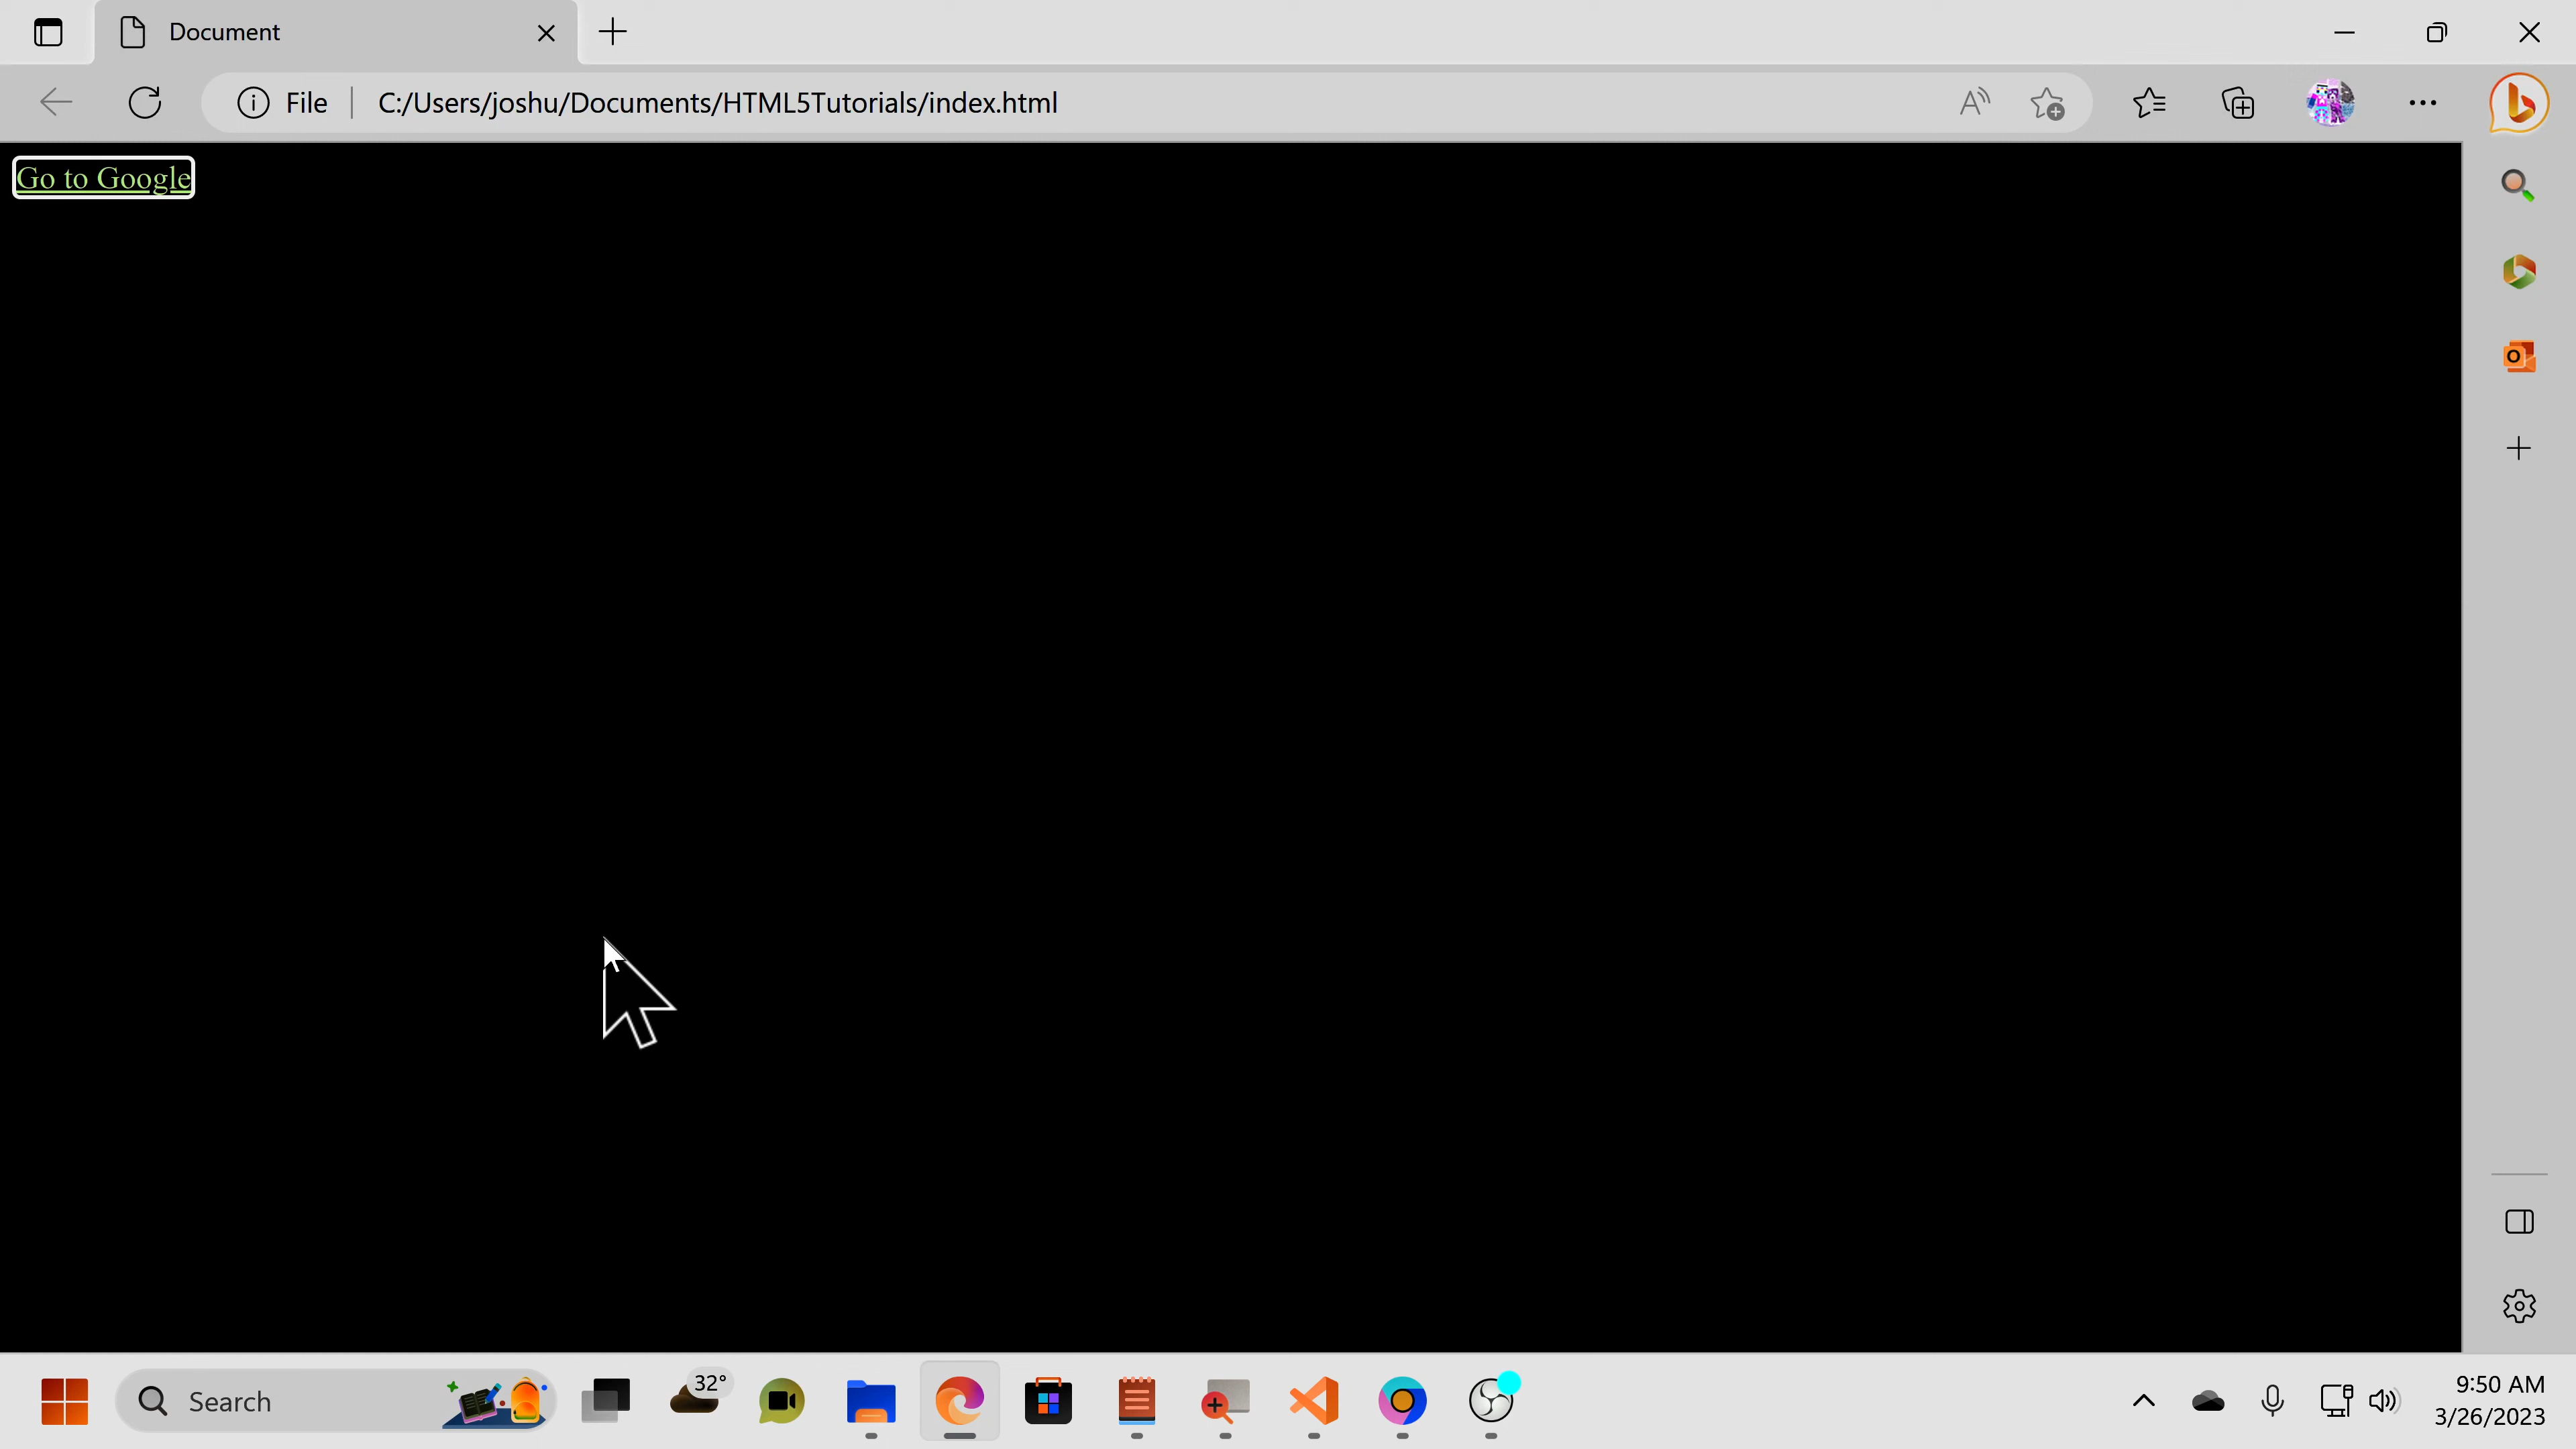 Document
File
C:/Users/joshu/Documents/HTML5Tutorials/index.html
Go to Google
Search
32°
9:50 AM
3/26/2023